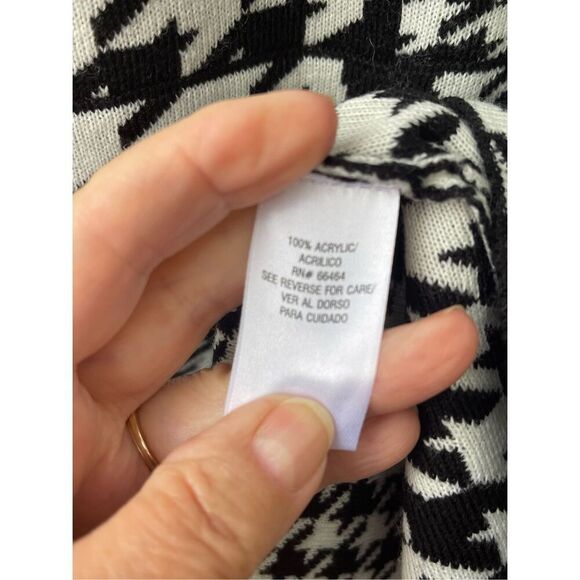 100% ACRYLIC/
ACRILICO
RN# 66464
SEE REVERSE FOR CARE/
VER AL DORSO
PARA CUIDADO